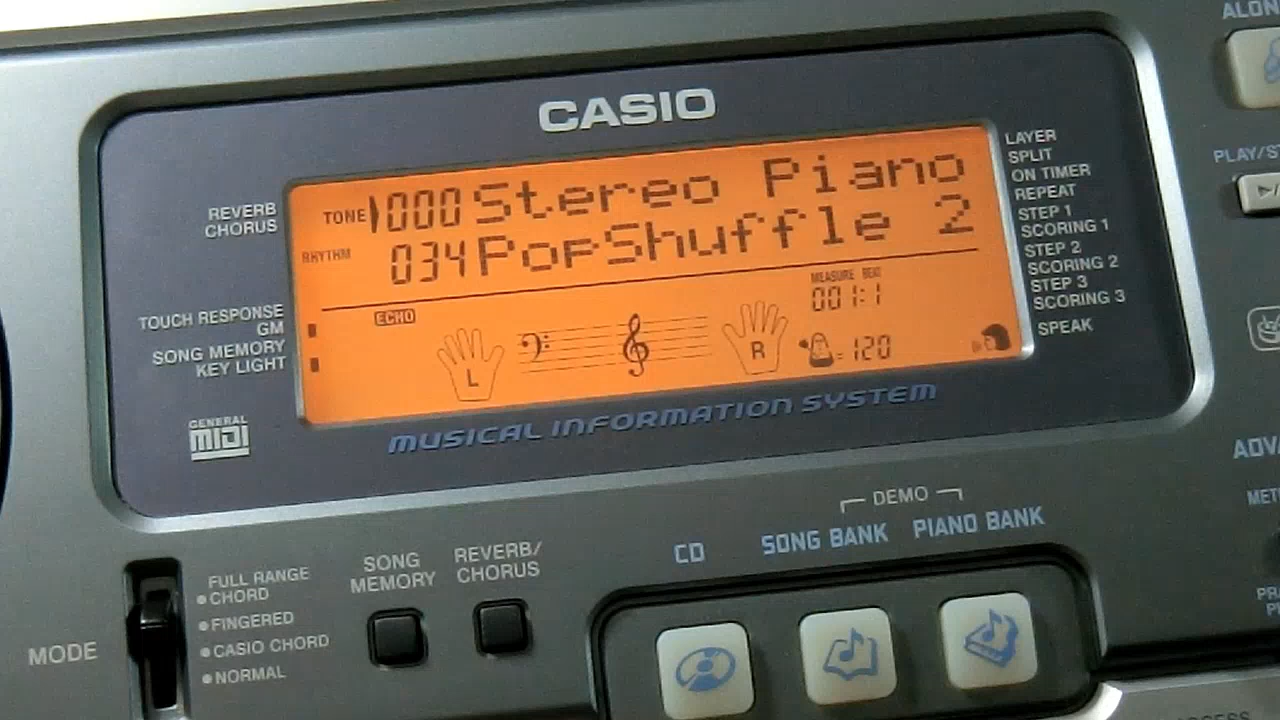 ALON
CASIO
REVERB
CHORUS
TONE 000 Stereo Piano
RHYTHM 034 PopShuffle 2
LAYER
SPLIT
ON TIMER
REPEAT
STEP 1
SCORING 1
STEP 2
SCORING 2
STEP 3
SCORING 3
SPEAK
PLAY/S
TOUCH RESPONSE
GM
SONG MEMORY
KEY LIGHT
ECHO
L
R
MEASURE BEAT
001:1
=120
GENERAL
MIDI
MUSICAL INFORMATION SYSTEM
ADVA
MET
DEMO
CD
SONG BANK
PIANO BANK
MODE
FULL RANGE
CHORD
FINGERED
CASIO CHORD
NORMAL
SONG
MEMORY
REVERB/
CHORUS